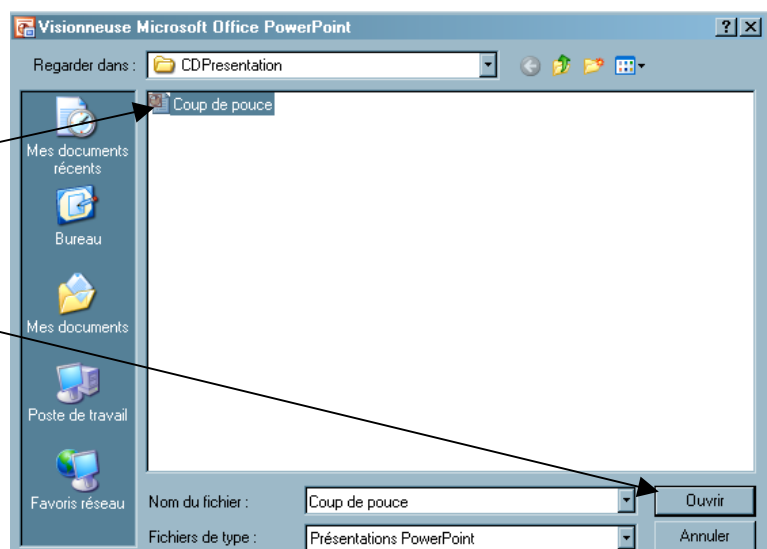 Visionneuse Microsoft Office PowerPoint
Regarder dans :
CDPresentation
Coup de pouce
Mes documents
récents
Bureau
Mes documents
Poste de travail
Favoris réseau
Nom du fichier :
Coup de pouce
Ouvrir
Fichiers de type :
Présentations PowerPoint
Annuler